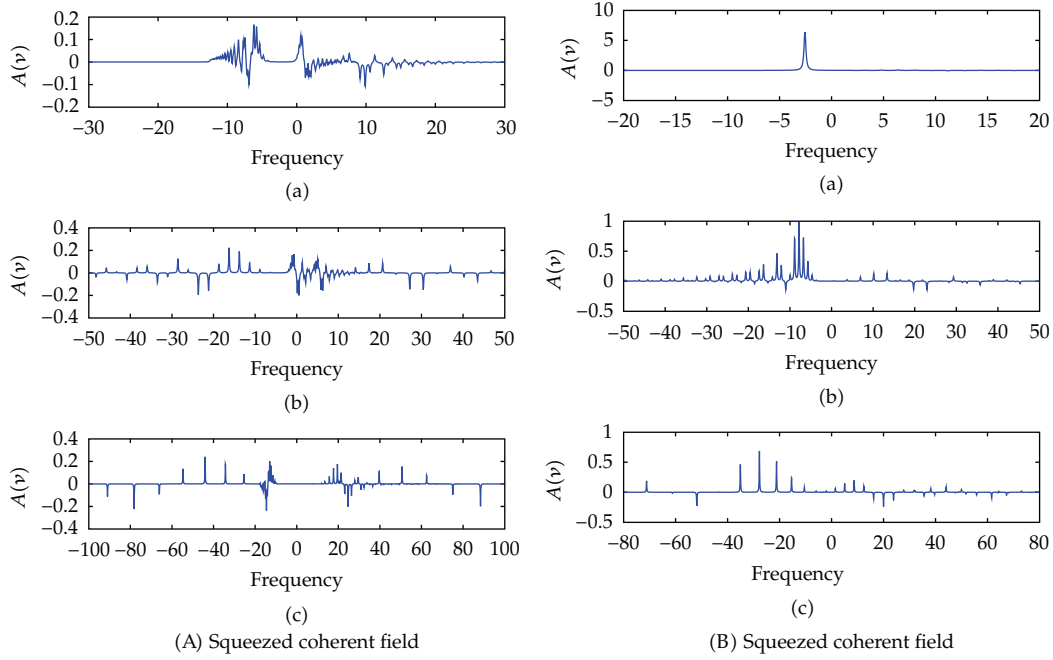 0.2
0.1
0
−0.1
−0.2
A(ν)
−30 −20 −10 0 10 20 30
Frequency
(a)
0.4
0.2
0
−0.2
−0.4
A(ν)
−50 −40 −30 −20 −10 0 10 20 30 40 50
Frequency
(b)
0.4
0.2
0
−0.2
−0.4
A(ν)
−100 −80 −60 −40 −20 0 20 40 60 80 100
Frequency
(c)
(A) Squeezed coherent field
10
5
0
−5
A(ν)
−20 −15 −10 −5 0 5 10 15 20
Frequency
(a)
1
0.5
0
−0.5
A(ν)
−50 −40 −30 −20 −10 0 10 20 30 40 50
Frequency
(b)
1
0.5
0
−0.5
A(ν)
−80 −60 −40 −20 0 20 40 60 80
Frequency
(c)
(B) Squeezed coherent field